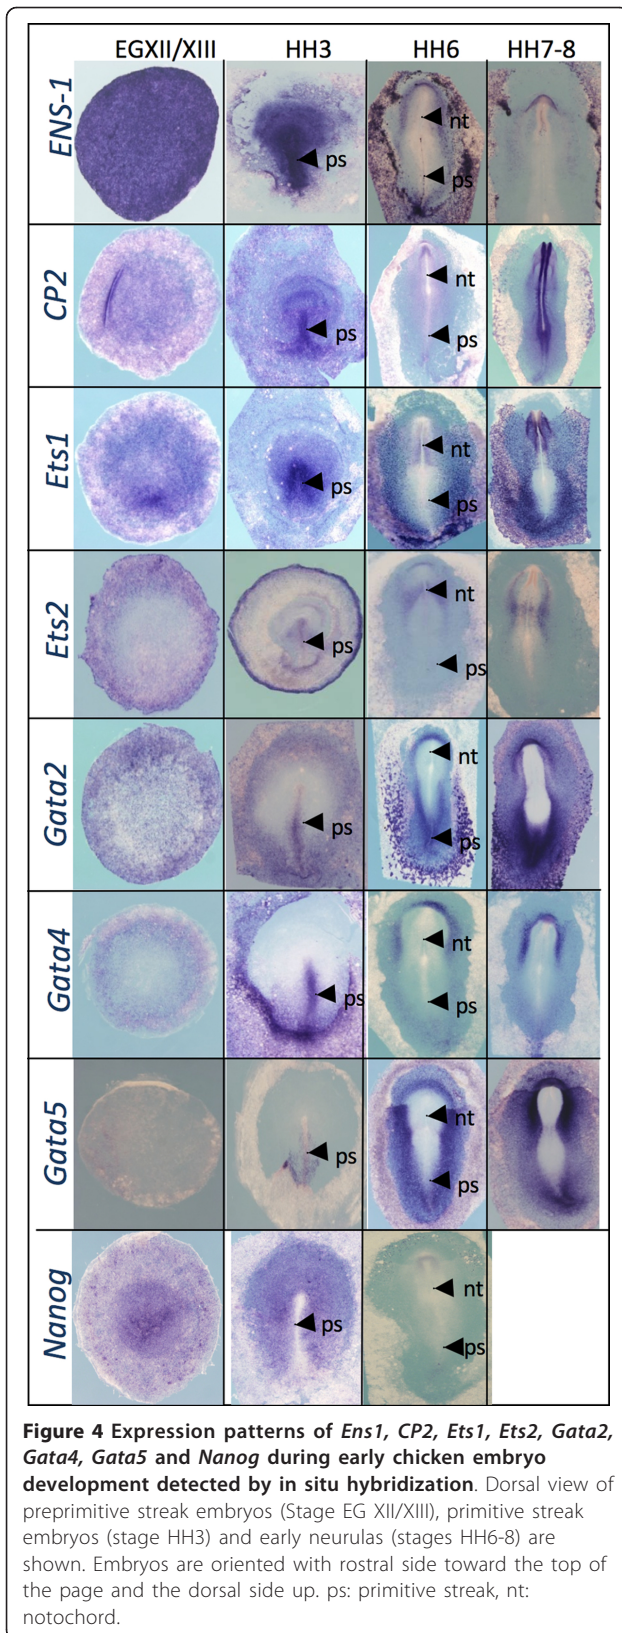 EGXII/XIII HH3 HH6 HH7-8
ENS-1
ps
nt
ps
CP2
ps
nt
ps
Ets1
ps
nt
ps
Ets2
ps
nt
ps
Gata2
ps
nt
ps
Gata4
ps
nt
ps
Gata5
ps
nt
ps
Nanog
ps
nt
ps
Figure 4 Expression patterns of Ens1, CP2, Ets1, Ets2, Gata2,
Gata4, Gata5 and Nanog during early chicken embryo
development detected by in situ hybridization. Dorsal view of
preprimitive streak embryos (Stage EG XII/XIII), primitive streak
embryos (stage HH3) and early neurulas (stages HH6-8) are
shown. Embryos are oriented with rostral side toward the top of
the page and the dorsal side up. ps: primitive streak, nt:
notochord.